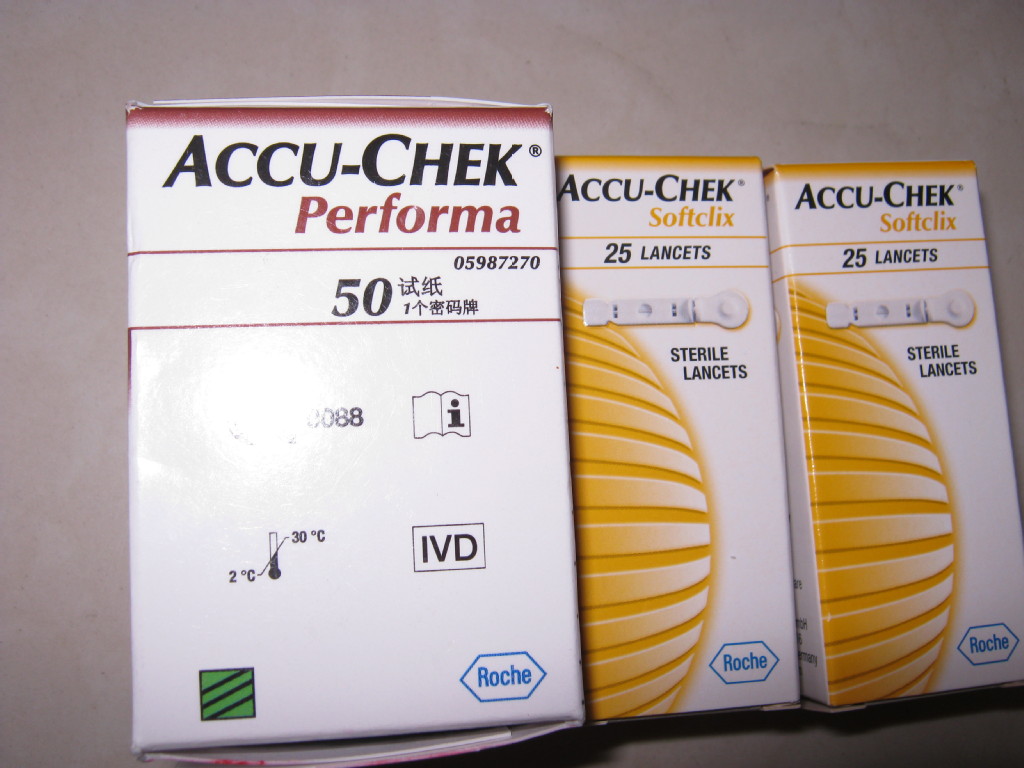 ACCU-CHEK®
Performa
05987270
50 试纸
1个密码牌
30 °C
2 °C
IVD
Roche
ACCU-CHEK®
Softclix
25 LANCETS
STERILE
LANCETS
Roche
ACCU-CHEK®
Softclix
25 LANCETS
STERILE
LANCETS
Roche